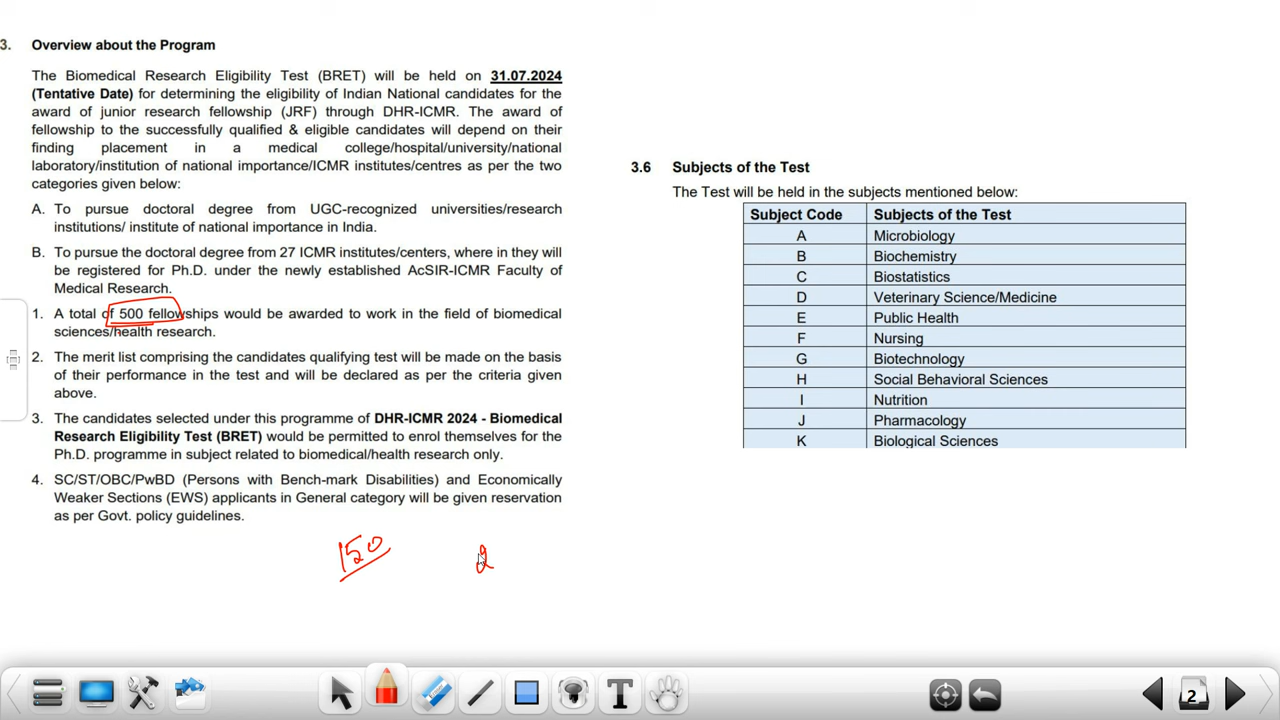 3. Overview about the Program
The Biomedical Research Eligibility Test (BRET) will be held on 31.07.2024
(Tentative Date) for determining the eligibility of Indian National candidates for the
award of junior research fellowship (JRF) through DHR-ICMR. The award of
fellowship to the successfully qualified & eligible candidates will depend on their
finding placement in a medical college/hospital/university/national
laboratory/institution of national importance/ICMR institutes/centres as per the two
categories given below:
A. To pursue doctoral degree from UGC-recognized universities/research
institutions/ institute of national importance in India.
B. To pursue the doctoral degree from 27 ICMR institutes/centers, where in they will
be registered for Ph.D. under the newly established AcSIR-ICMR Faculty of
Medical Research.
1. A total of 500 fellowships would be awarded to work in the field of biomedical
sciences/health research.
2. The merit list comprising the candidates qualifying test will be made on the basis
of their performance in the test and will be declared as per the criteria given
above.
3. The candidates selected under this programme of DHR-ICMR 2024 - Biomedical
Research Eligibility Test (BRET) would be permitted to enrol themselves for the
Ph.D. programme in subject related to biomedical/health research only.
4. SC/ST/OBC/PwBD (Persons with Bench-mark Disabilities) and Economically
Weaker Sections (EWS) applicants in General category will be given reservation
as per Govt. policy guidelines.
150 2
3.6 Subjects of the Test
The Test will be held in the subjects mentioned below:
Subject Code Subjects of the Test
A Microbiology
B Biochemistry
C Biostatistics
D Veterinary Science/Medicine
E Public Health
F Nursing
G Biotechnology
H Social Behavioral Sciences
I Nutrition
J Pharmacology
K Biological Sciences
T 2